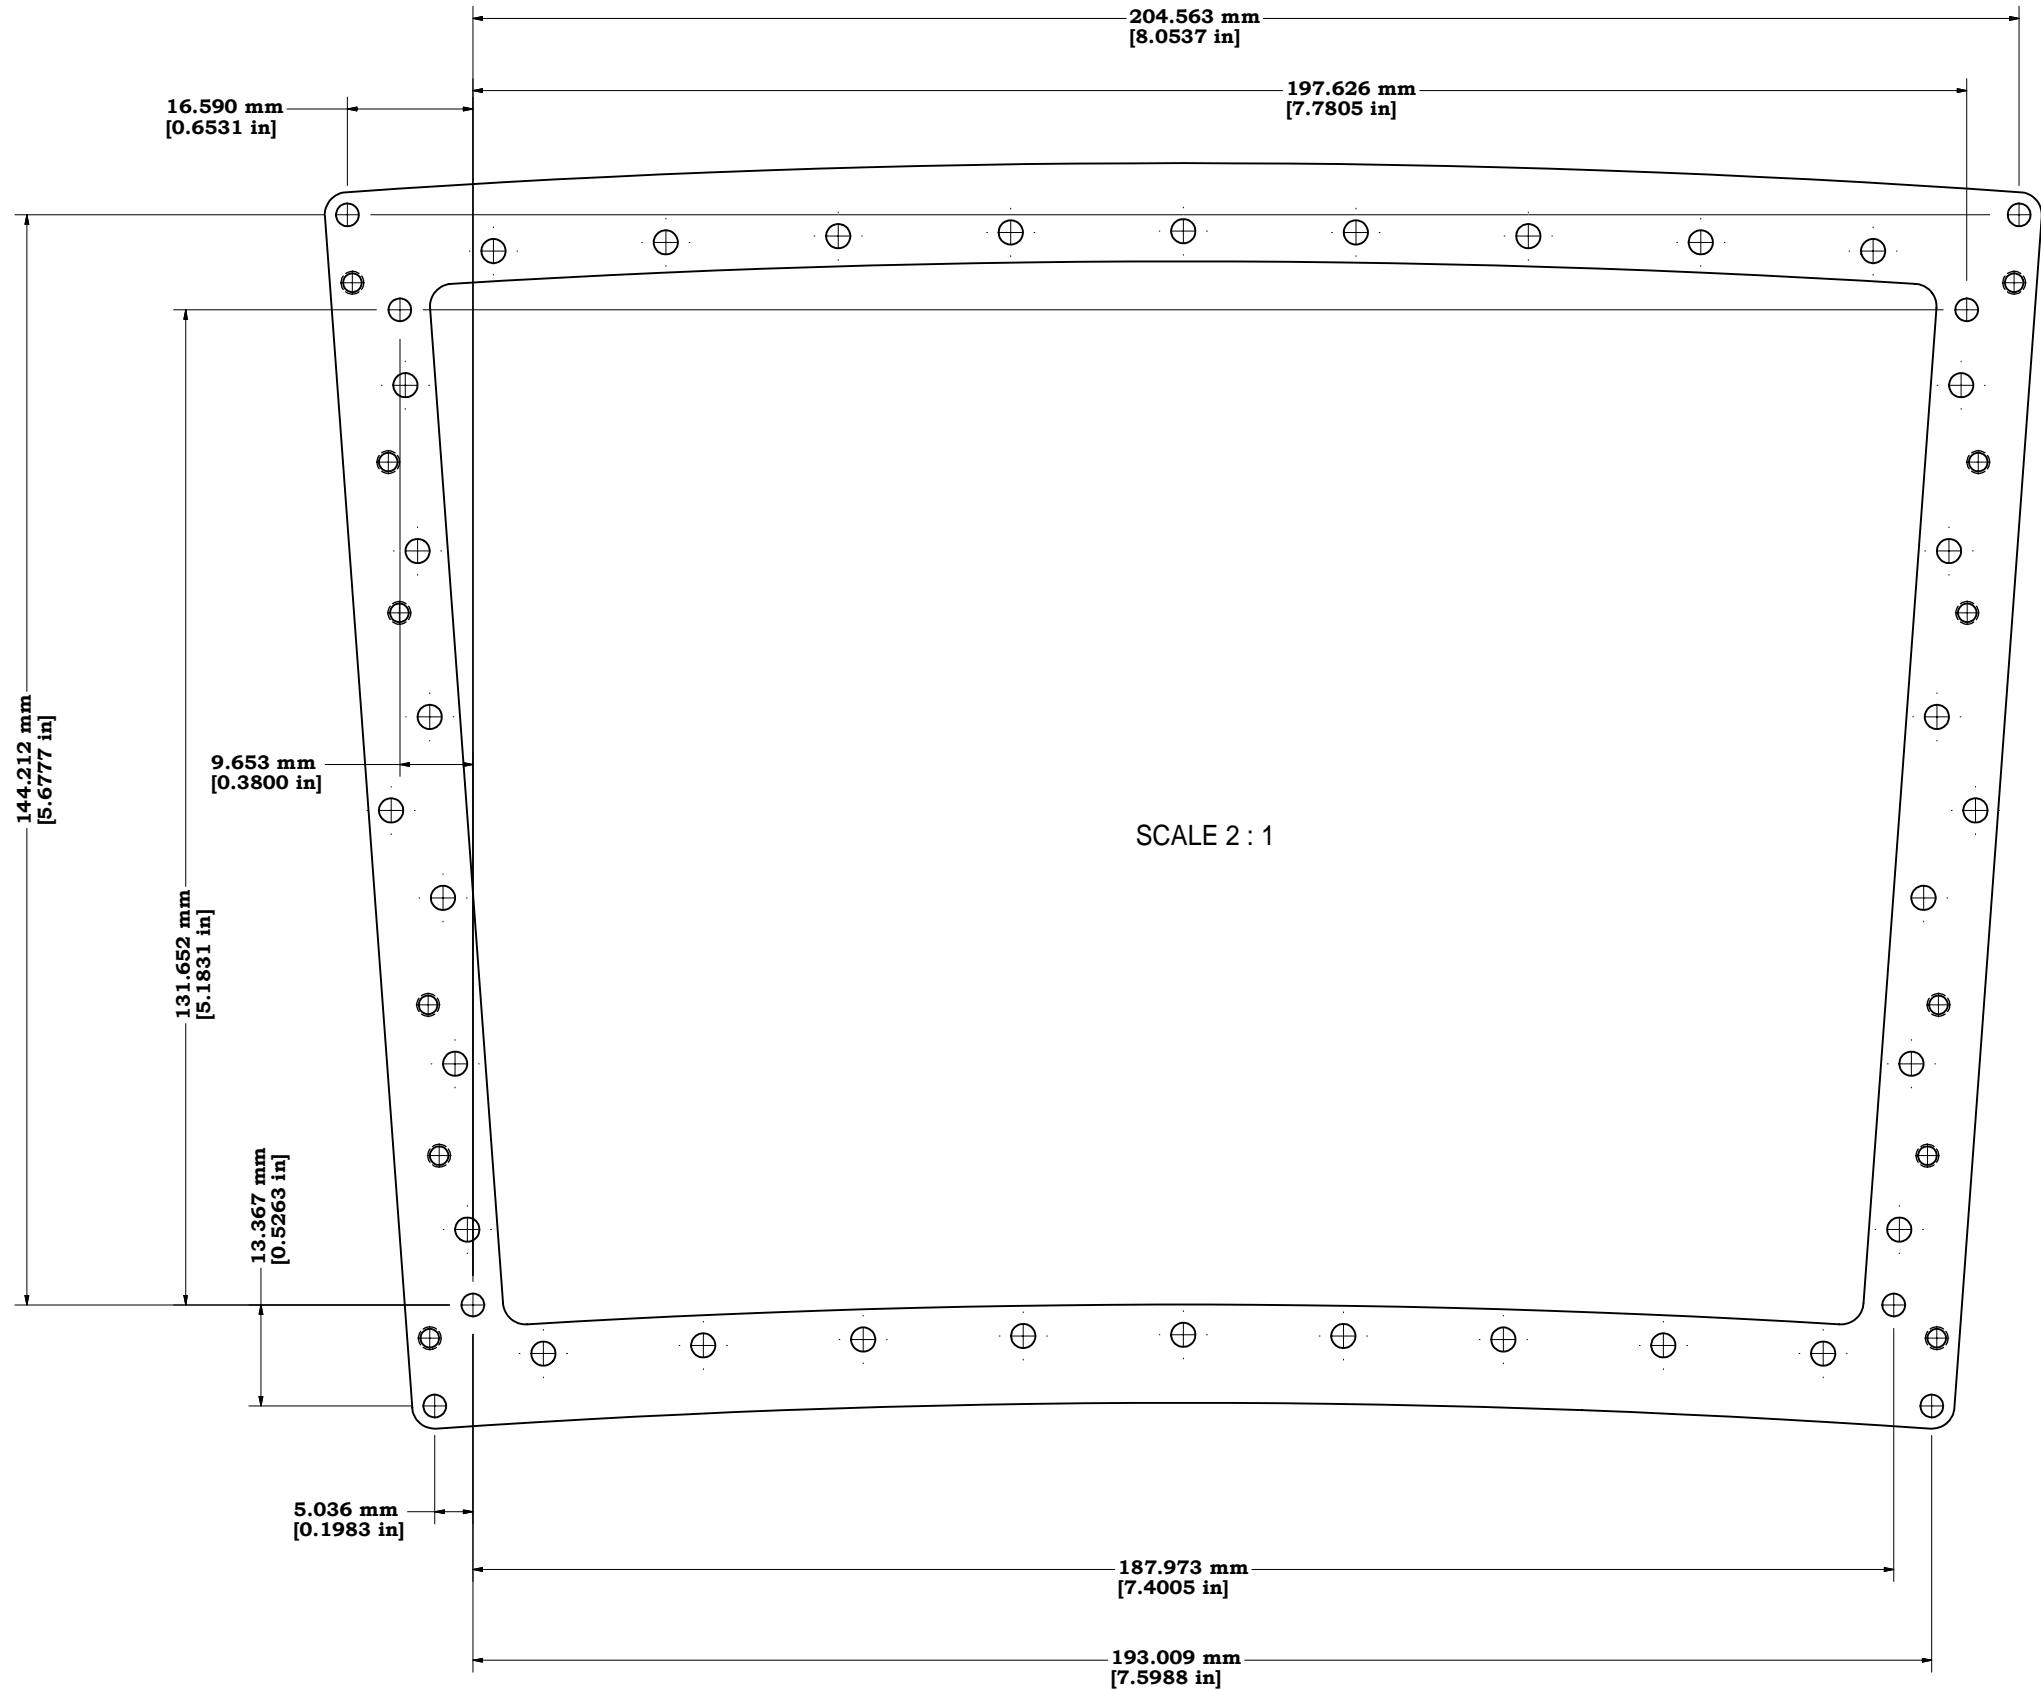 204.563 mm
[8.0537 in]
197.626 mm
[7.7805 in]
16.590 mm
[0.6531 in]
144.212 mm
[5.6777 in]
9.653 mm
[0.3800 in]
SCALE 2 : 1
131.652 mm
[5.1831 in]
13.367 mm
[0.5263 in]
5.036 mm
[0.1983 in]
187.973 mm
[7.4005 in]
193.009 mm
[7.5988 in]